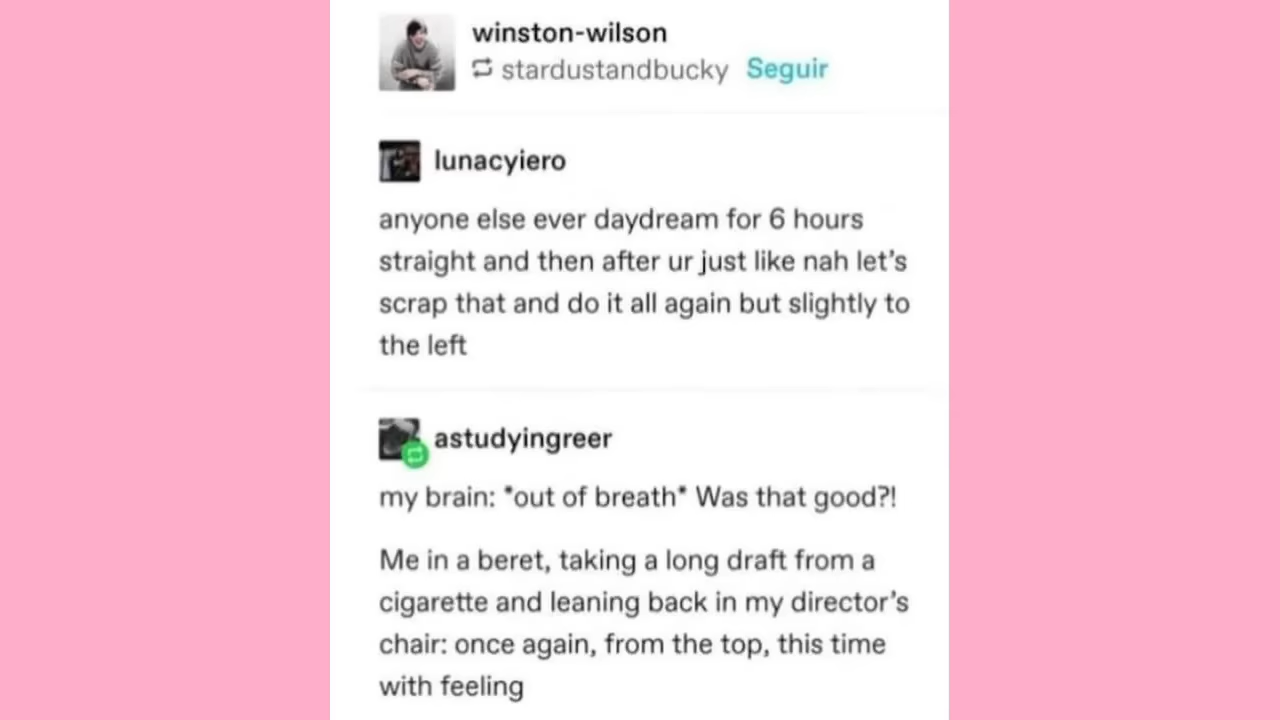 winston-wilson
stardustandbucky Seguir
lunacyiero
anyone else ever daydream for 6 hours
straight and then after ur just like nah let's
scrap that and do it all again but slightly to
the left
astudyingreer
my brain: *out of breath* Was that good?!
Me in a beret, taking a long draft from a
cigarette and leaning back in my director's
chair: once again, from the top, this time
with feeling